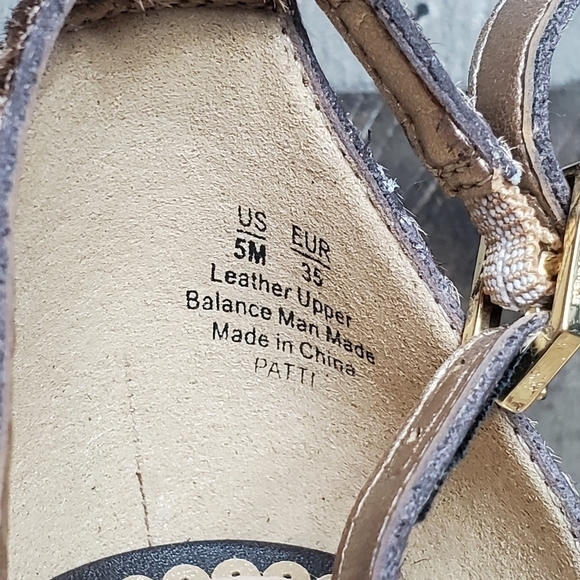 US EUR
5M 35
Leather Upper
Balance Man Made
Made in China
PATTI